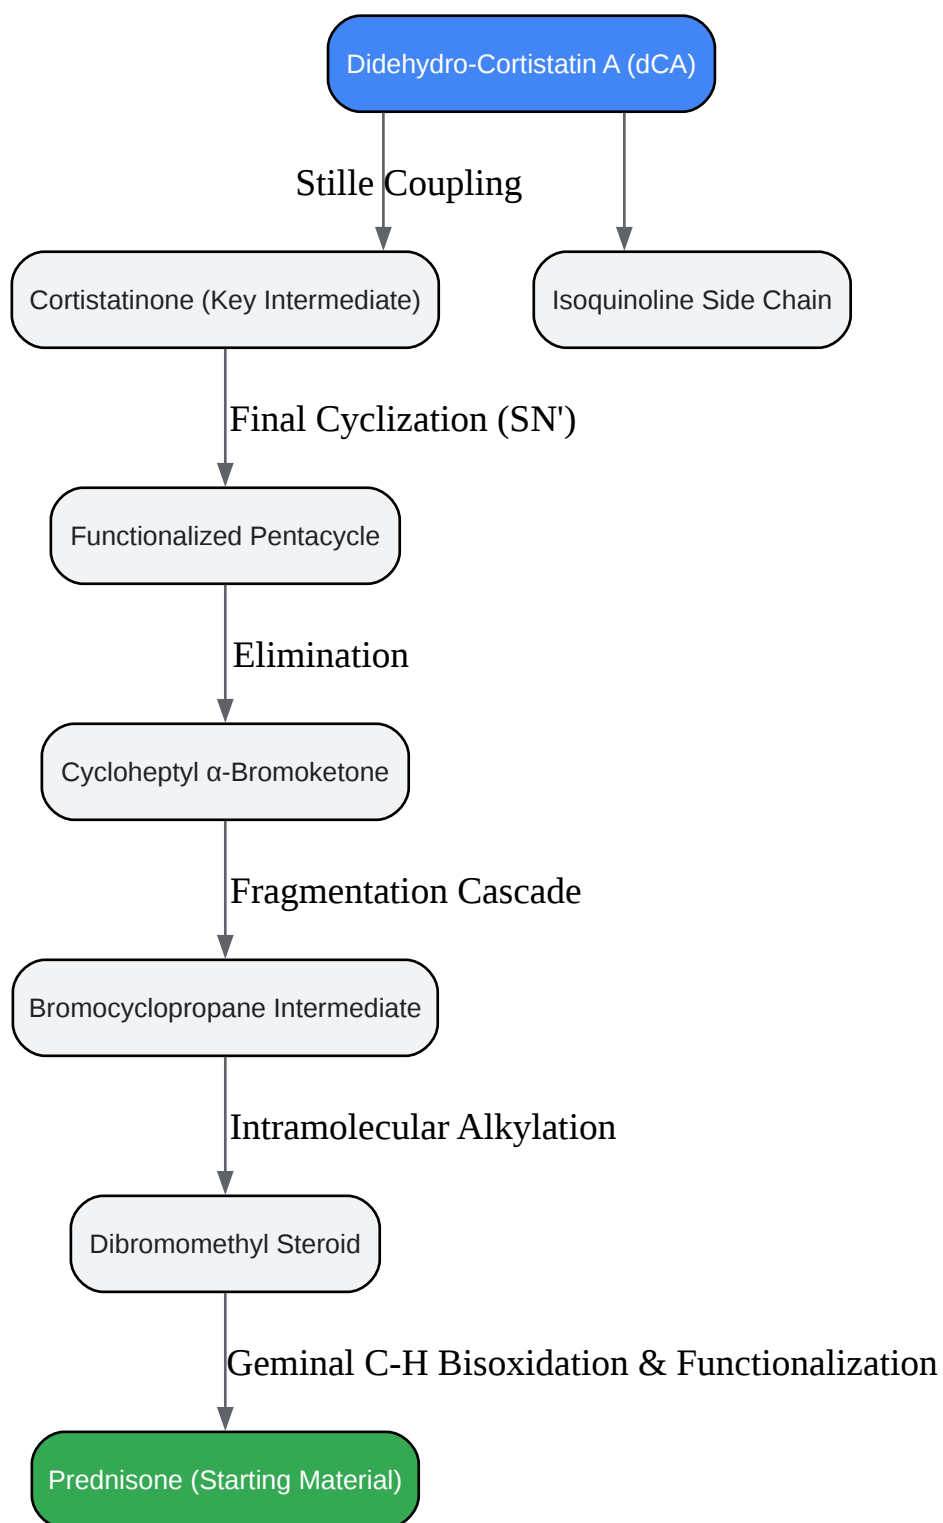 Didehydro-Cortistatin A (dCA)
Stille Coupling
Cortistatinone (Key Intermediate)
Isoquinoline Side Chain
Final Cyclization (SN')
Functionalized Pentacycle
Elimination
Cycloheptyl α-Bromoketone
Fragmentation Cascade
Bromocyclopropane Intermediate
Intramolecular Alkylation
Dibromomethyl Steroid
Geminal C-H Bisoxidation & Functionalization
Prednisone (Starting Material)